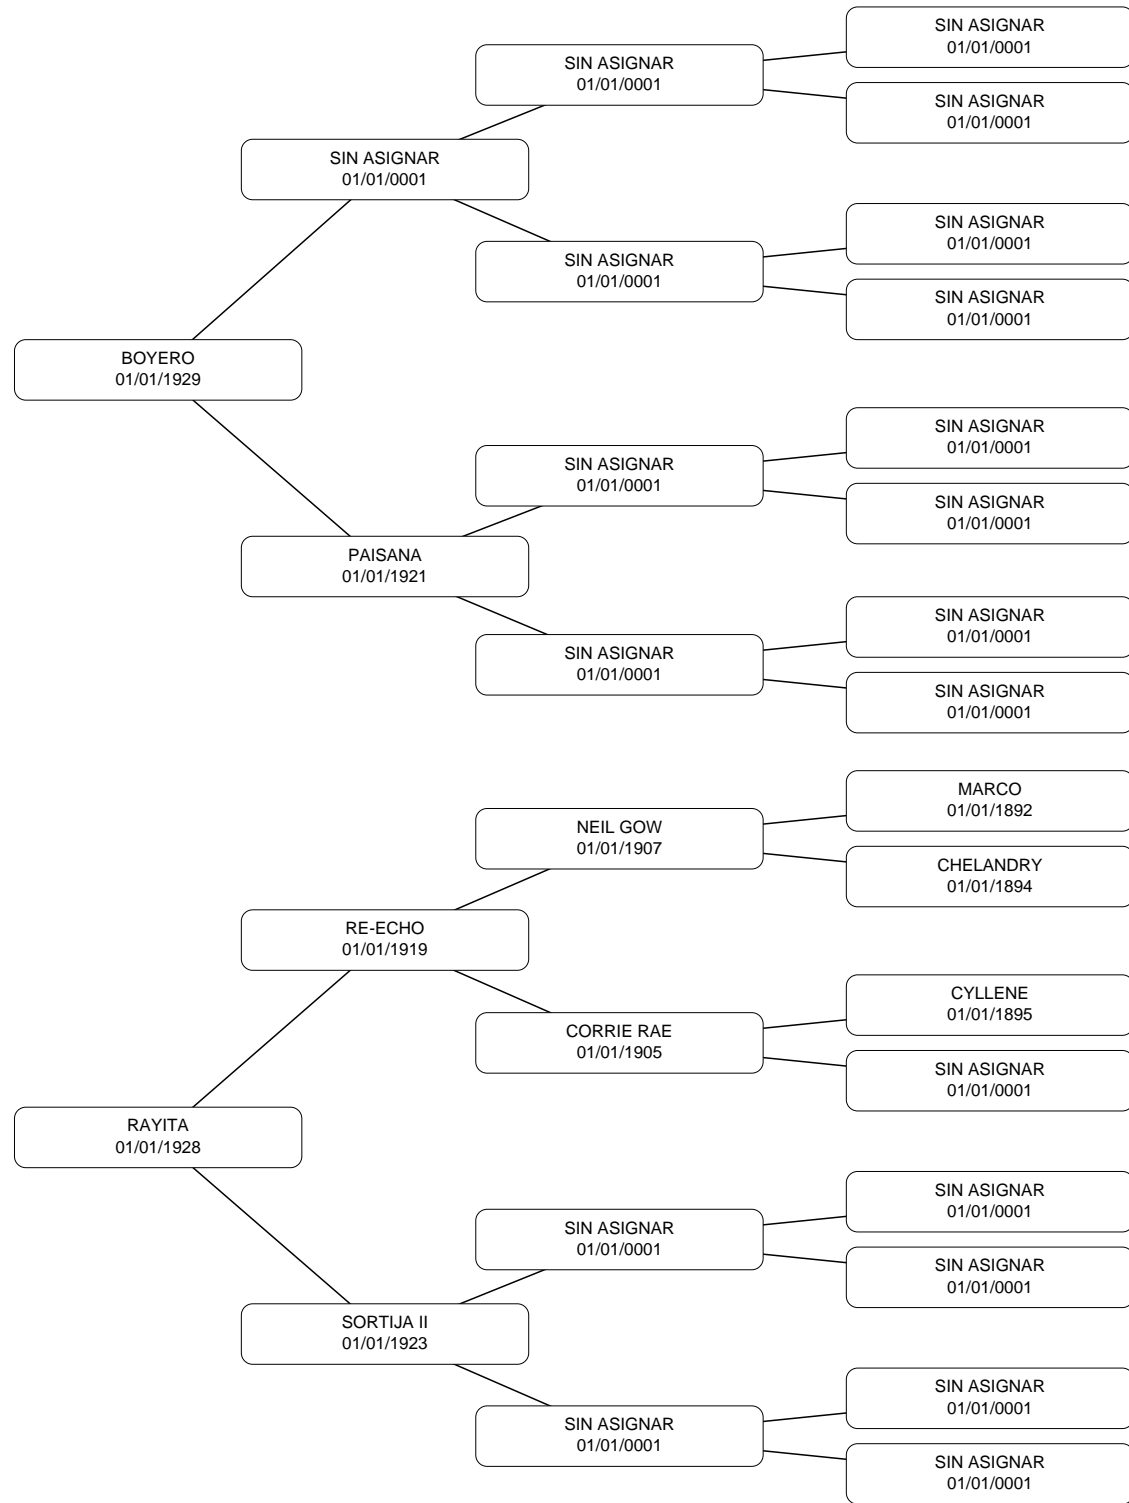 SIN ASIGNAR
01/01/0001
SIN ASIGNAR
01/01/0001
SIN ASIGNAR
01/01/0001
SIN ASIGNAR
01/01/0001
SIN ASIGNAR
01/01/0001
SIN ASIGNAR
01/01/0001
SIN ASIGNAR
01/01/0001
BOYERO
01/01/1929
SIN ASIGNAR
01/01/0001
SIN ASIGNAR
01/01/0001
SIN ASIGNAR
01/01/0001
PAISANA
01/01/1921
SIN ASIGNAR
01/01/0001
SIN ASIGNAR
01/01/0001
SIN ASIGNAR
01/01/0001
MARCO
01/01/1892
NEIL GOW
01/01/1907
CHELANDRY
01/01/1894
RE-ECHO
01/01/1919
CYLLENE
01/01/1895
CORRIE RAE
01/01/1905
SIN ASIGNAR
01/01/0001
RAYITA
01/01/1928
SIN ASIGNAR
01/01/0001
SIN ASIGNAR
01/01/0001
SIN ASIGNAR
01/01/0001
SORTIJA II
01/01/1923
SIN ASIGNAR
01/01/0001
SIN ASIGNAR
01/01/0001
SIN ASIGNAR
01/01/0001